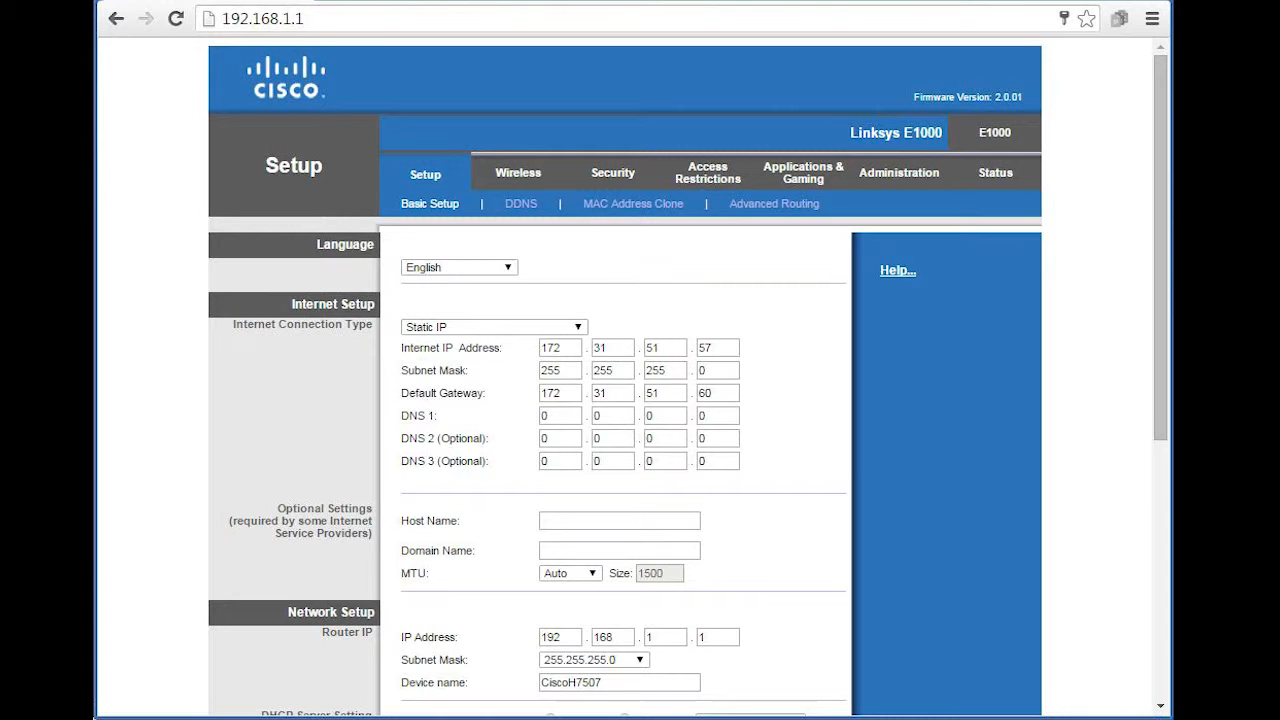 192.168.1.1
CISCO.
Firmware Version: 2.0.01
Linksys E1000
E1000
Setup
Setup
Wireless
Security
Access
Restrictions
Applications &
Gaming
Administration
Status
Basic Setup | DDNS | MAC Address Clone | Advanced Routing
Language
English
Help...
Internet Setup
Internet Connection Type
Static IP
Internet IP Address: 172 . 31 . 51 . 57
Subnet Mask: 255 . 255 . 255 . 0
Default Gateway: 172 . 31 . 51 . 60
DNS 1: 0 . 0 . 0 . 0
DNS 2 (Optional): 0 . 0 . 0 . 0
DNS 3 (Optional): 0 . 0 . 0 . 0
Optional Settings
(required by some Internet
Service Providers)
Host Name:
Domain Name:
MTU: Auto Size: 1500
Network Setup
Router IP
IP Address: 192 . 168 . 1 . 1
Subnet Mask: 255.255.255.0
Device name: CiscoH7507
DHCP Server Setting